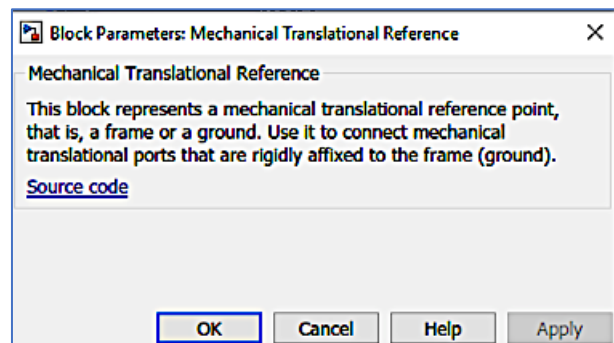 Block Parameters: Mechanical Translational Reference
Mechanical Translational Reference
This block represents a mechanical translational reference point,
that is, a frame or a ground. Use it to connect mechanical
translational ports that are rigidly affixed to the frame (ground).
Source code
OK Cancel Help Apply